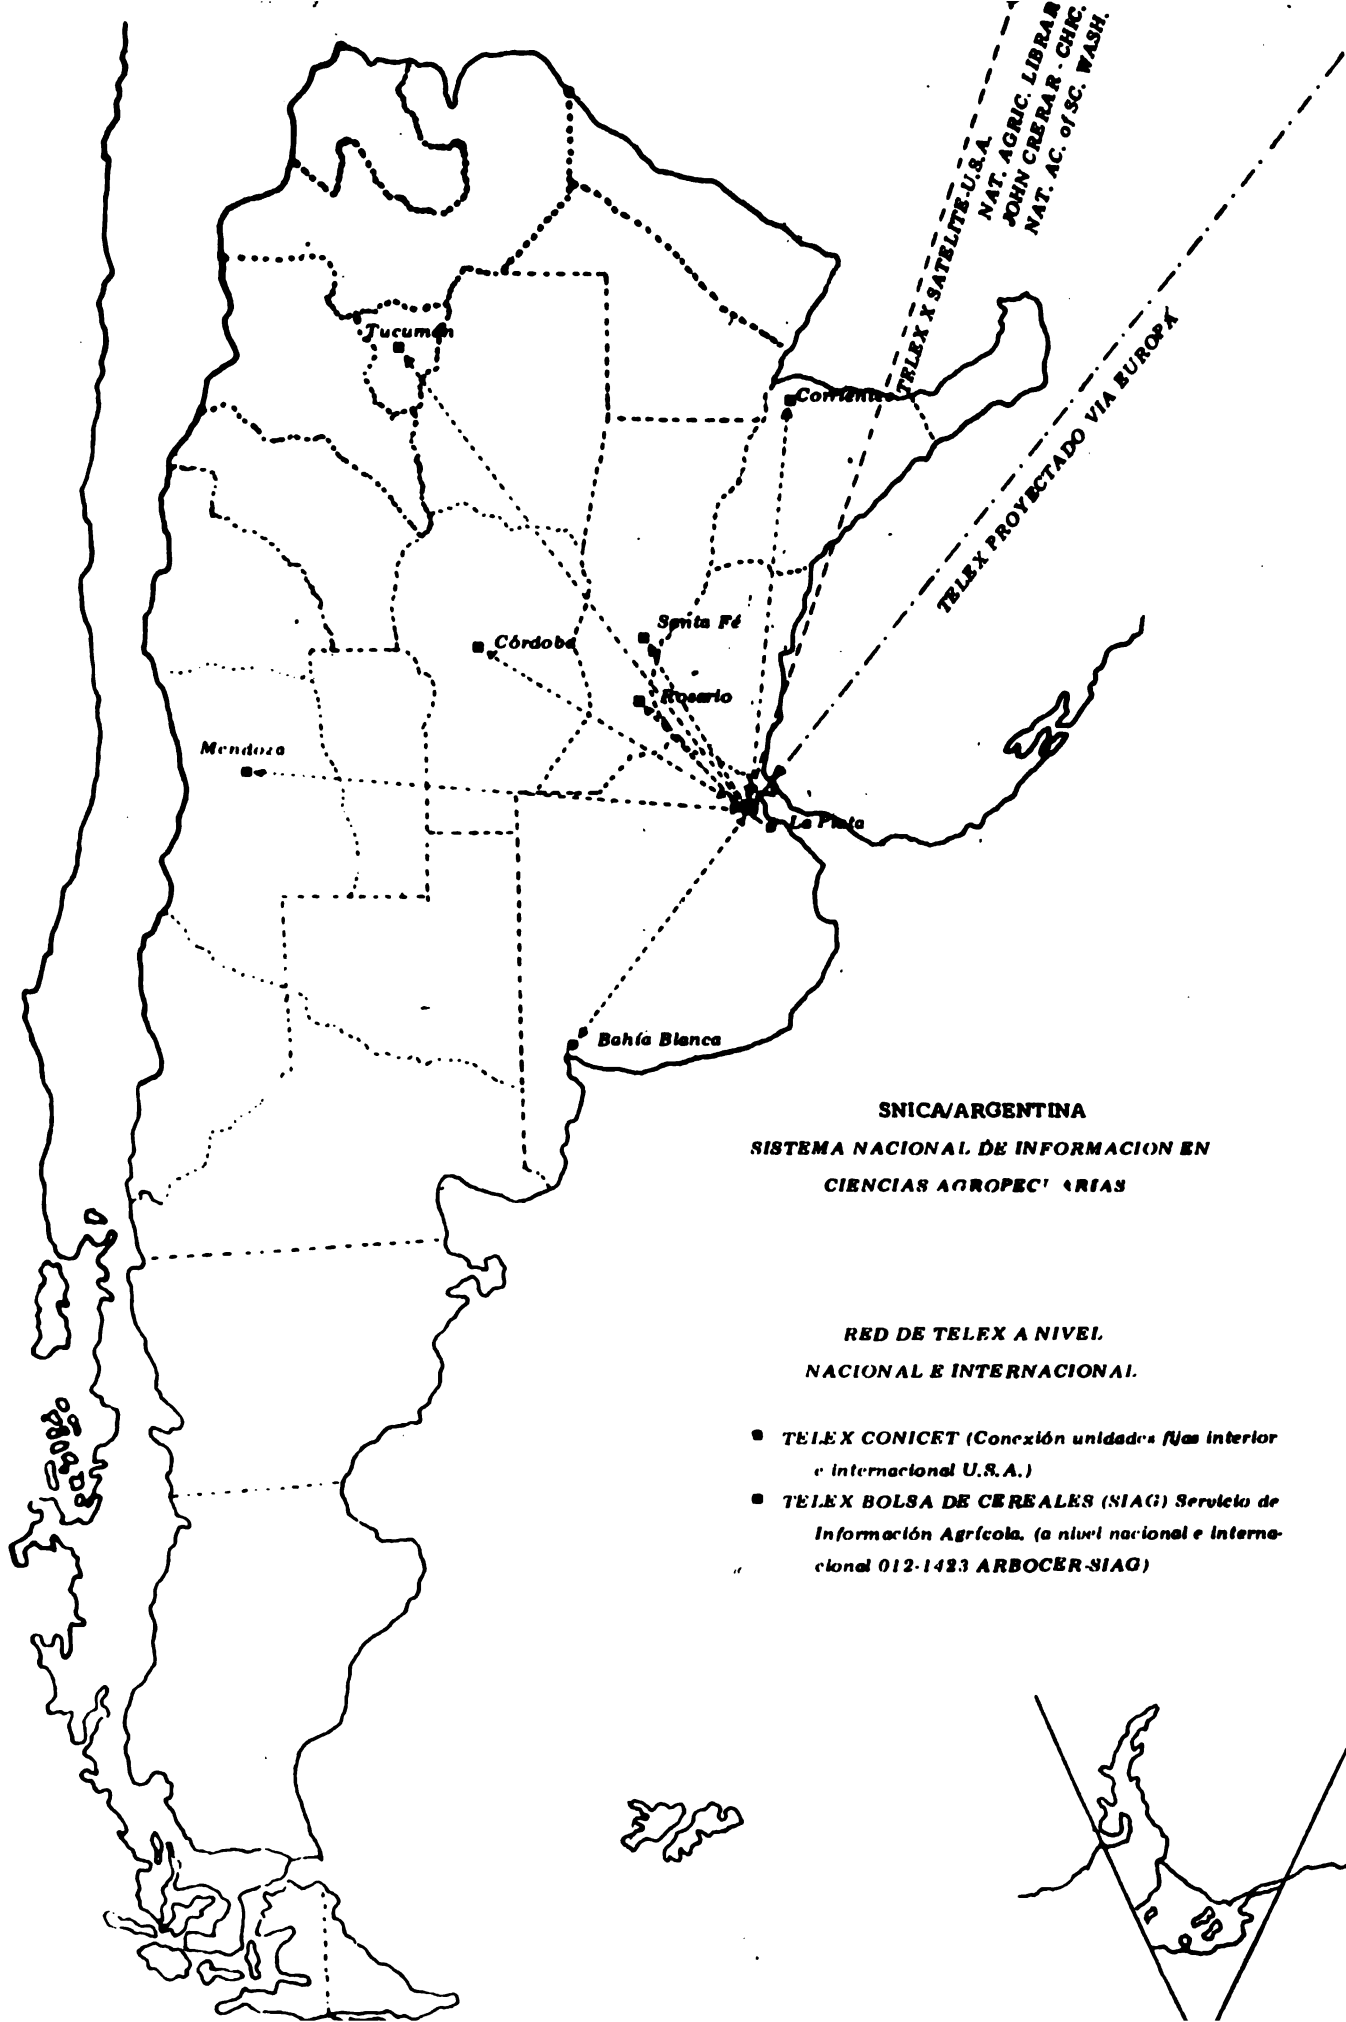 TELEX X SATELITE-U.S.A.
NAT. AGRIC. LIBRAR
JOHN CRERAR - CHIC.
NAT. AC. of SC. WASH.
TELEX PROYECTADO VIA EUROPA
Tucumán
Corrientes
Santa Fé
Córdoba
Rosario
Mendoza
La Plata
Bahía Blanca
SNICA/ARGENTINA
SISTEMA NACIONAL DE INFORMACION EN
CIENCIAS AGROPECUARIAS
RED DE TELEX A NIVEL
NACIONAL E INTERNACIONAL
TELEX CONICET (Conexión unidades fijas interior
e internacional U.S.A.)
TELEX BOLSA DE CEREALES (SIAG) Servicio de
Información Agrícola. (a nivel nacional e interna-
cional 012-1423 ARBOCER-SIAG)